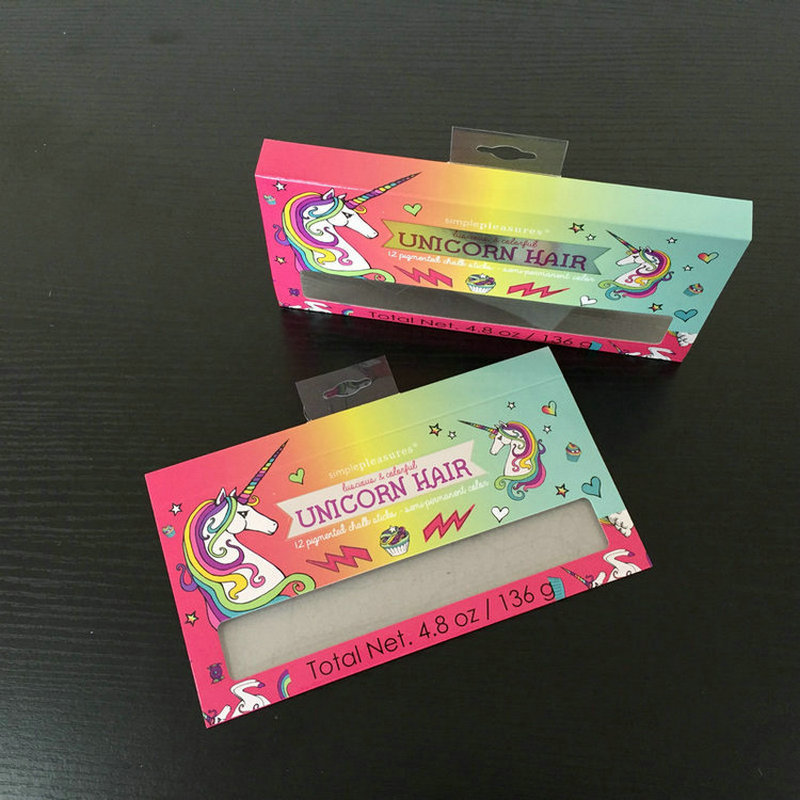 simplepleasures®
luscious & colorful
UNICORN HAIR
12 pigmented chalk sticks - semi-permanent color
Total Net. 4.8 oz / 136 g
simplepleasures®
luscious & colorful
UNICORN HAIR
12 pigmented chalk sticks - semi-permanent color
Total Net. 4.8 oz / 136 g